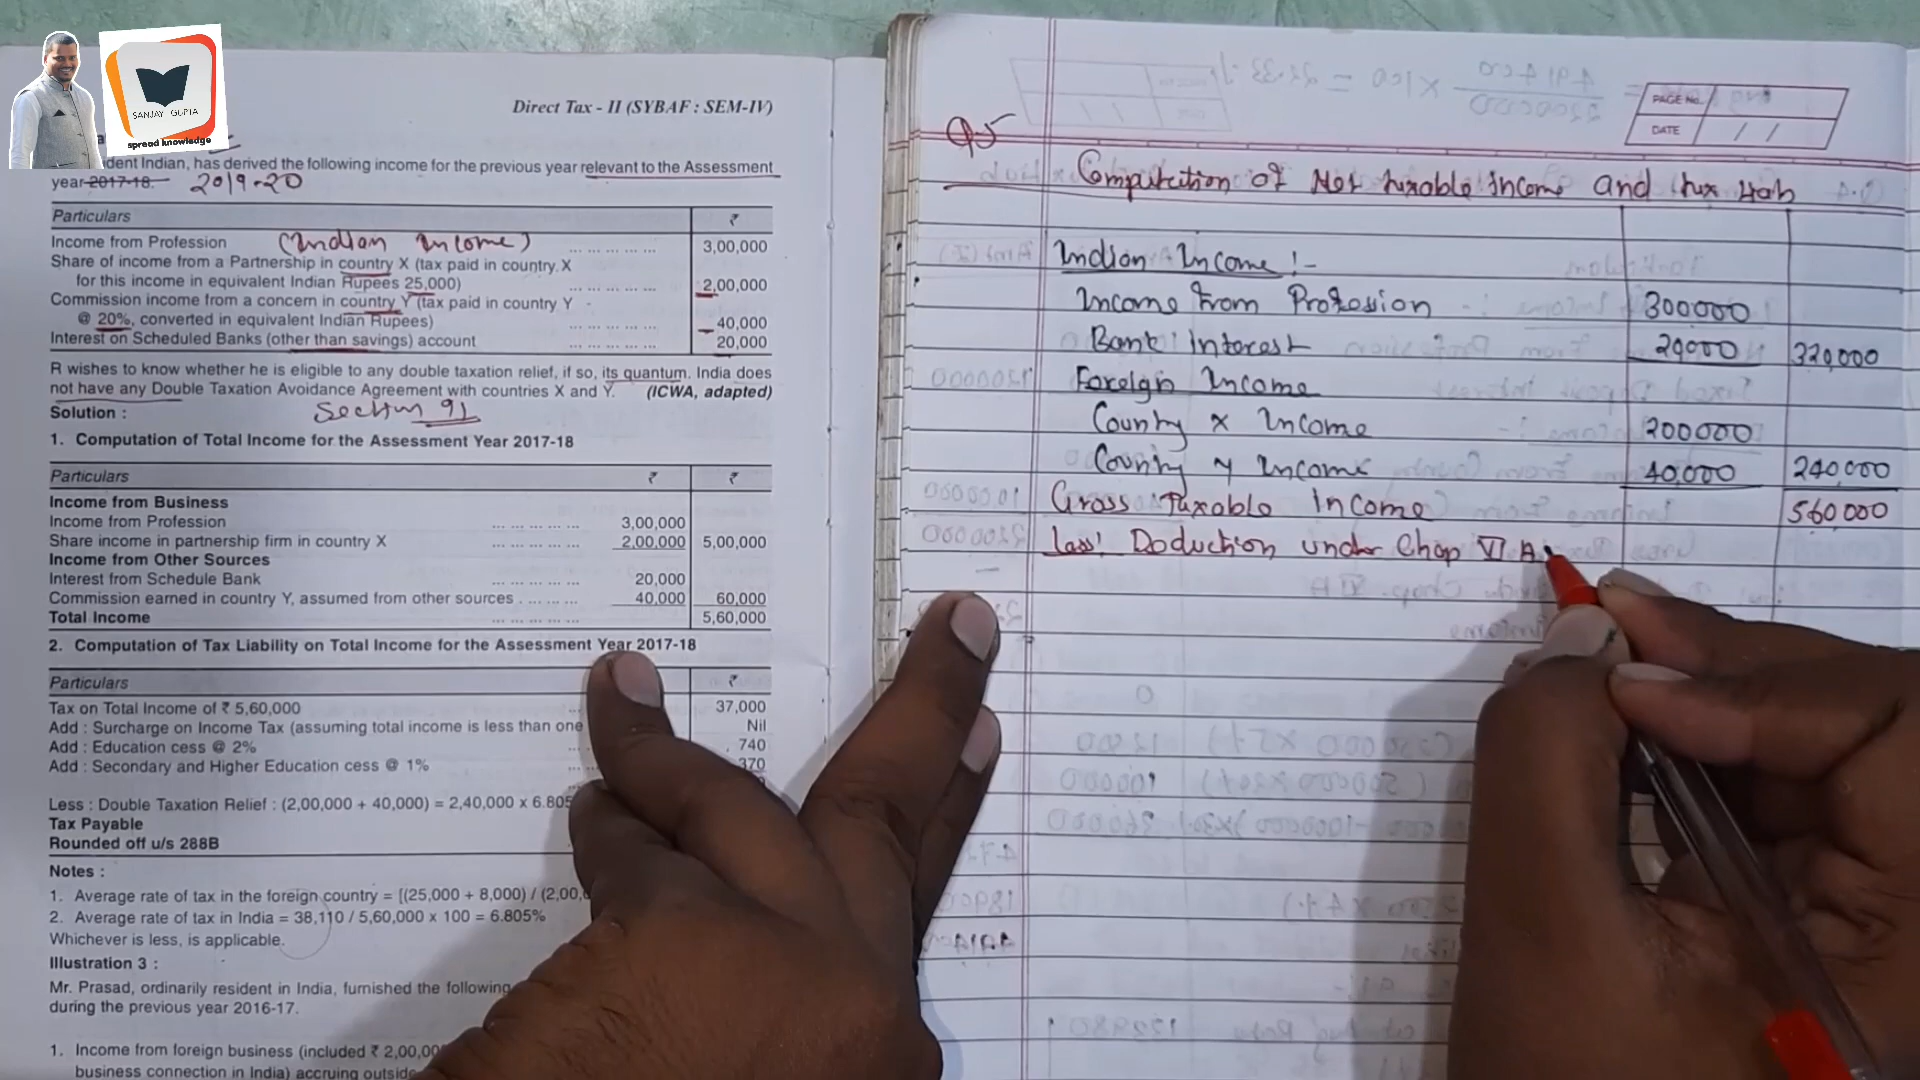 SANJAY GUPTA
spread knowledge
Direct Tax - II (SYBAF : SEM-IV)
dent Indian, has derived the following income for the previous year relevant to the Assessment
year 2017-18. 2019-20
Particulars ₹
Income from Profession (Indian Income) ... ... ... ... ... 3,00,000
Share of income from a Partnership in country X (tax paid in country X
for this income in equivalent Indian Rupees 25,000) ... ... ... ... ... 2,00,000
Commission income from a concern in country Y (tax paid in country Y
@ 20%, converted in equivalent Indian Rupees) ... ... ... ... ... 40,000
Interest on Scheduled Banks (other than savings) account ... ... ... ... ... 20,000
R wishes to know whether he is eligible to any double taxation relief, if so, its quantum. India does
not have any Double Taxation Avoidance Agreement with countries X and Y. (ICWA, adapted)
Solution : Section 91
1. Computation of Total Income for the Assessment Year 2017-18
Particulars ₹ ₹
Income from Business
Income from Profession ... ... ... ... ... 3,00,000
Share income in partnership firm in country X ... ... ... ... ... 2,00,000 5,00,000
Income from Other Sources
Interest from Schedule Bank ... ... ... ... ... 20,000
Commission earned in country Y, assumed from other sources . ... ... ... 40,000 60,000
Total Income ... ... ... ... ... 5,60,000
2. Computation of Tax Liability on Total Income for the Assessment Year 2017-18
Particulars ₹
Tax on Total Income of ₹ 5,60,000 37,000
Add : Surcharge on Income Tax (assuming total income is less than one Nil
Add : Education cess @ 2% 740
Add : Secondary and Higher Education cess @ 1% 370
Less : Double Taxation Relief : (2,00,000 + 40,000) = 2,40,000 x 6.805
Tax Payable
Rounded off u/s 288B
Notes :
1. Average rate of tax in the foreign country = [(25,000 + 8,000) / (2,00,
2. Average rate of tax in India = 38,110 / 5,60,000 x 100 = 6.805%
Whichever is less, is applicable.
Illustration 3 :
Mr. Prasad, ordinarily resident in India, furnished the following
during the previous year 2016-17.
1. Income from foreign business (included ₹ 2,00,00
business connection in India) accruing outside
PAGE No.
DATE / /
Q-5
Computation of Net taxable income and tax
Indian Income :-
Income from Profession 300000
Bank Interest 20000 320,000
Foreign Income
Country X Income 200000
Country Y Income 40,000 240,000
Gross Taxable Income 560000
Less: Deduction under Chap VI A